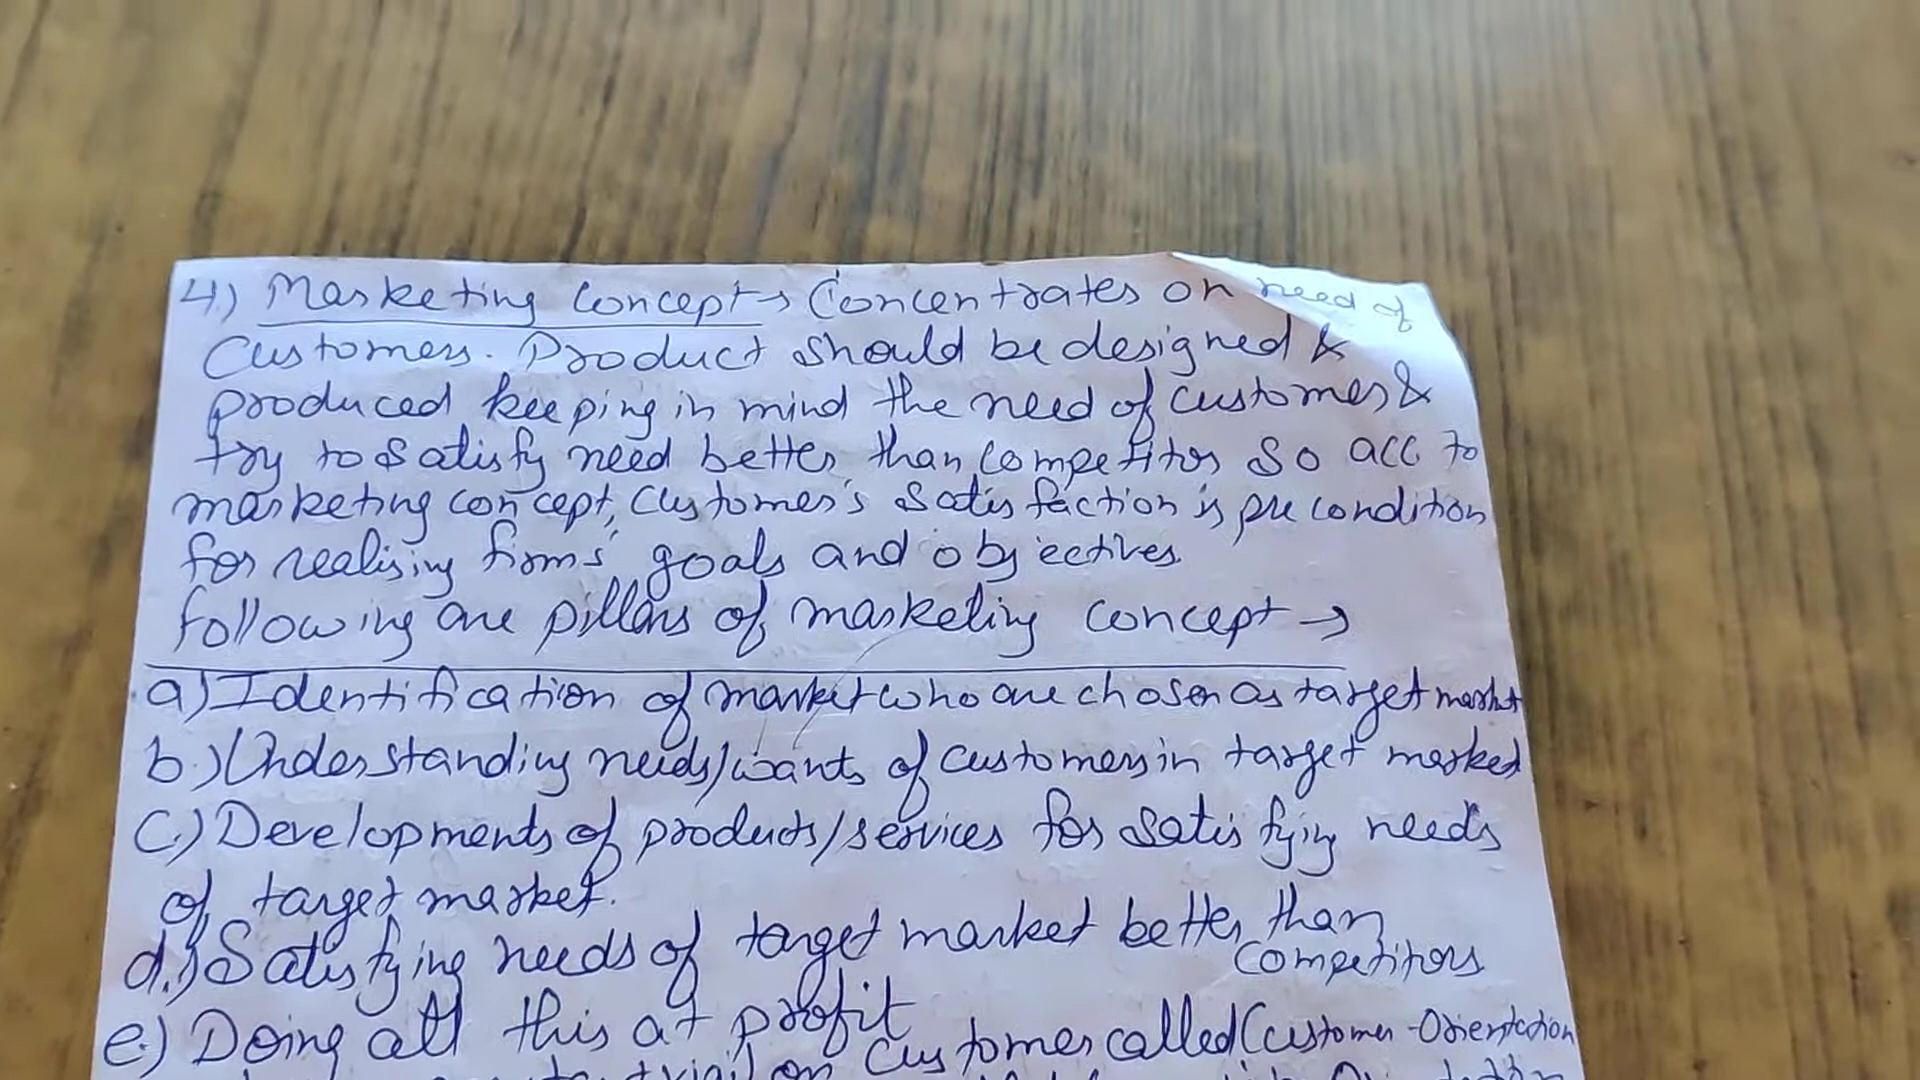 4.) Marketing Concept → Concentrates on need of
Customers. Product should be designed &
produced keeping in mind the need of customer &
try to satisfy need better than competitor so acc to
marketing concept, customer's satisfaction is pre condition
for realising firms' goals and objectives.
following are pillars of marketing concept →
a) Identification of market who are chosen as target market
b.) Understanding needs/wants of customers in target market
C.) Developments of products/services for satisfying needs
of target market.
d.) Satisfying needs of target market better than
competitors
e.) Doing all this at profit
customer called (Customer-Orientation
on